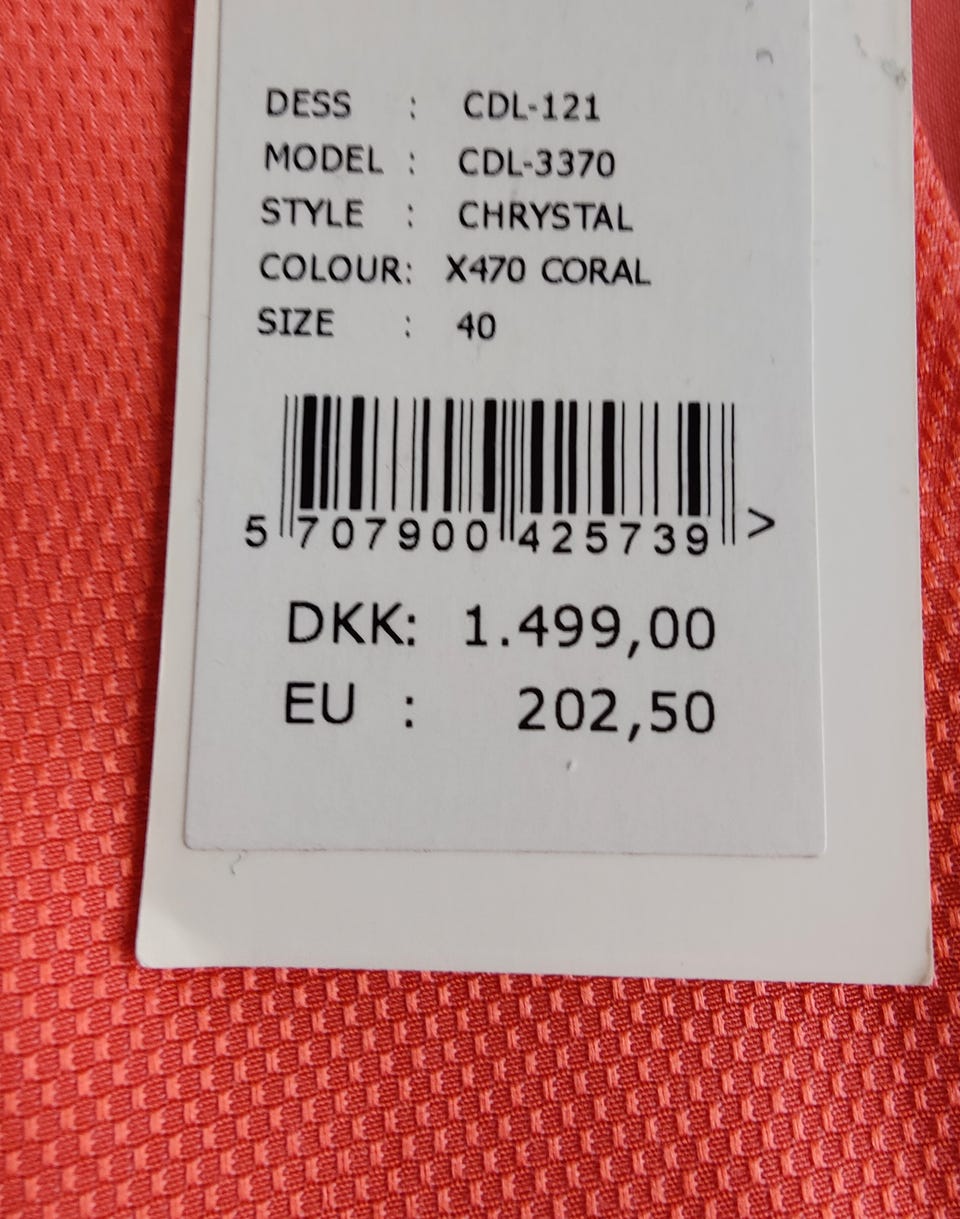 DESS : CDL-121
MODEL : CDL-3370
STYLE : CHRYSTAL
COLOUR: X470 CORAL
SIZE : 40
5 707900 425739 >
DKK: 1.499,00
EU : 202,50